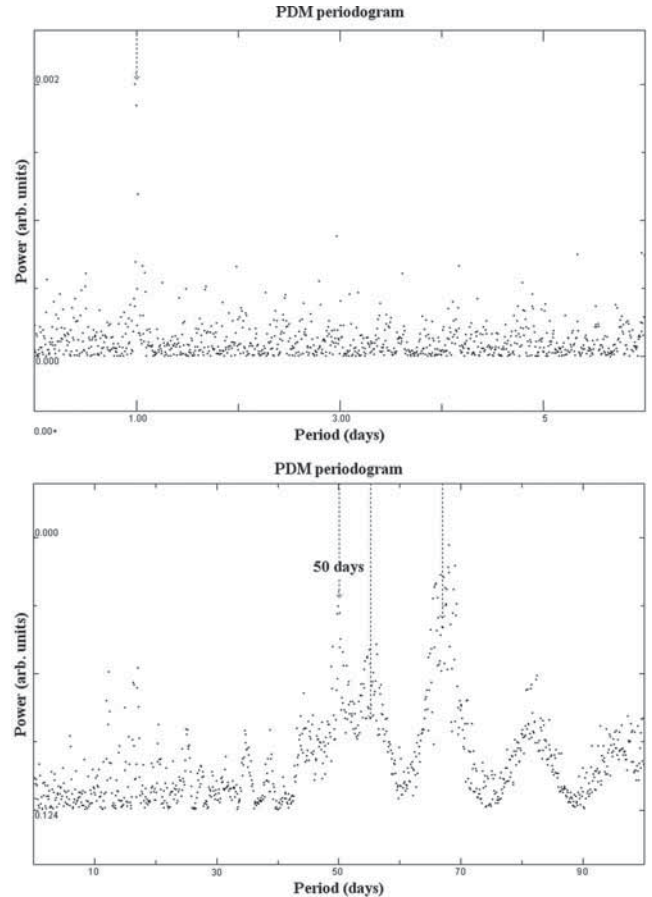 PDM periodogram
0.002
Power (arb. units)
0.000
1.00 3.00 5
0.00*
Period (days)
PDM periodogram
0.000
50 days
Power (arb. units)
0.124
10 30 50 70 90
Period (days)